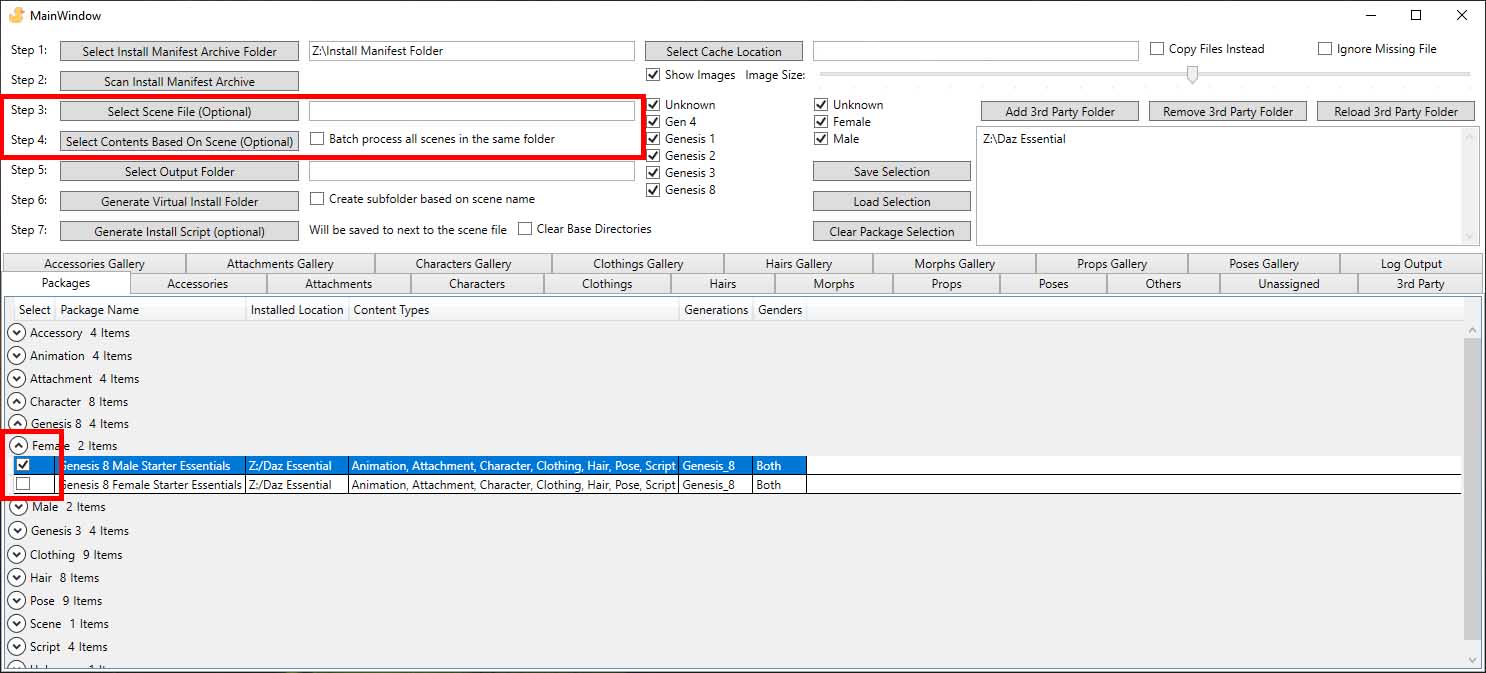 MainWindow
Step 1: Select Install Manifest Archive Folder Z:\Install Manifest Folder Select Cache Location Copy Files Instead Ignore Missing File
Step 2: Scan Install Manifest Archive Show Images Image Size:
Step 3: Select Scene File (Optional) Unknown Unknown Add 3rd Party Folder Remove 3rd Party Folder Reload 3rd Party Folder
Gen 4 Female
Step 4: Select Contents Based On Scene (Optional) Batch process all scenes in the same folder Genesis 1 Male Z:\Daz Essential
Genesis 2
Step 5: Select Output Folder Genesis 3 Save Selection
Genesis 8
Step 6: Generate Virtual Install Folder Create subfolder based on scene name Load Selection
Step 7: Generate Install Script (optional) Will be saved to next to the scene file Clear Base Directories Clear Package Selection
Accessories Gallery Attachments Gallery Characters Gallery Clothings Gallery Hairs Gallery Morphs Gallery Props Gallery Poses Gallery Log Output
Packages Accessories Attachments Characters Clothings Hairs Morphs Props Poses Others Unassigned 3rd Party
Select Package Name Installed Location Content Types Generations Genders
Accessory 4 Items
Animation 4 Items
Attachment 4 Items
Character 8 Items
Genesis 8 4 Items
Female 2 Items
Genesis 8 Male Starter Essentials Z:/Daz Essential Animation, Attachment, Character, Clothing, Hair, Pose, Script Genesis_8 Both
Genesis 8 Female Starter Essentials Z:/Daz Essential Animation, Attachment, Character, Clothing, Hair, Pose, Script Genesis_8 Both
Male 2 Items
Genesis 3 4 Items
Clothing 9 Items
Hair 8 Items
Pose 9 Items
Scene 1 Items
Script 4 Items